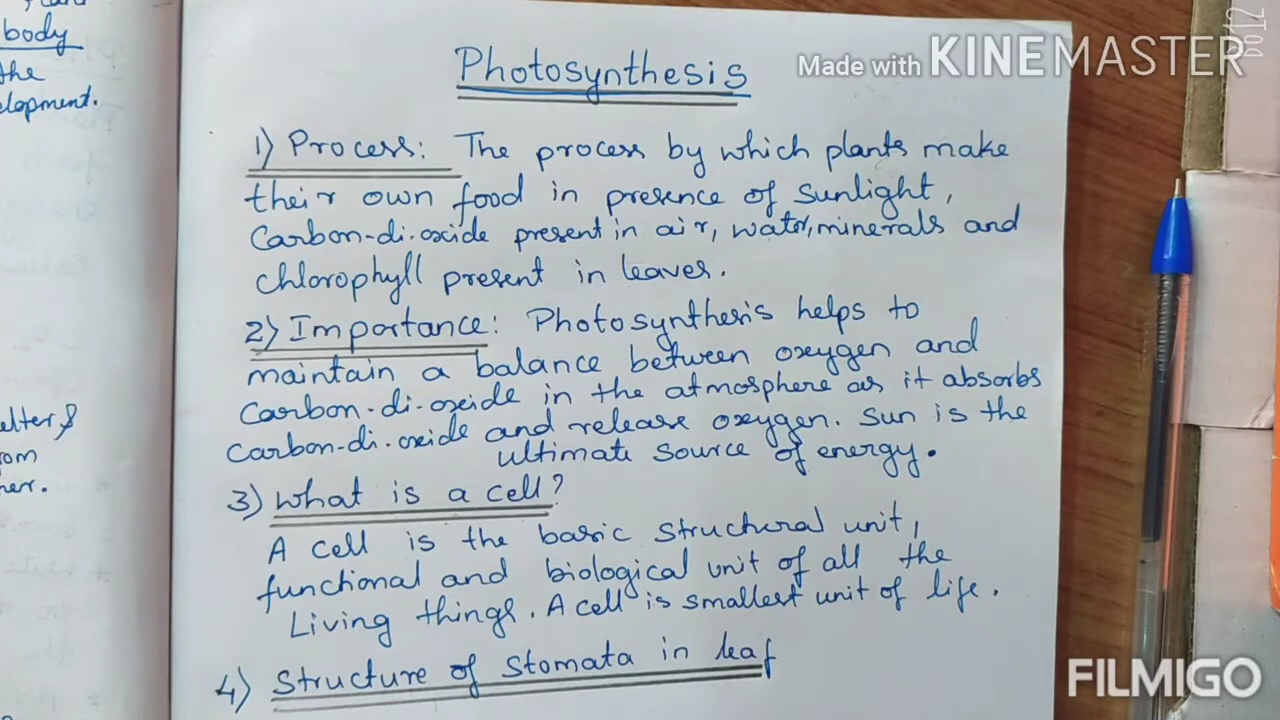 body
the
elopment.
elter &
rom
her.
Photosynthesis
1) Process: The process by which plants make
their own food in presence of sunlight,
Carbon-di-oxide present in air, water, minerals and
chlorophyll present in leaves.
2) Importance: Photosynthesis helps to
maintain a balance between oxygen and
Carbon-di-oxide in the atmosphere as it absorbs
Carbon-di-oxide and release oxygen. Sun is the
ultimate source of energy.
3) What is a cell?
A cell is the basic structural unit,
functional and biological unit of all the
Living things. A cell is smallest unit of life.
4) Structure of Stomata in leaf
Made with KINEMASTER
FILMIGO